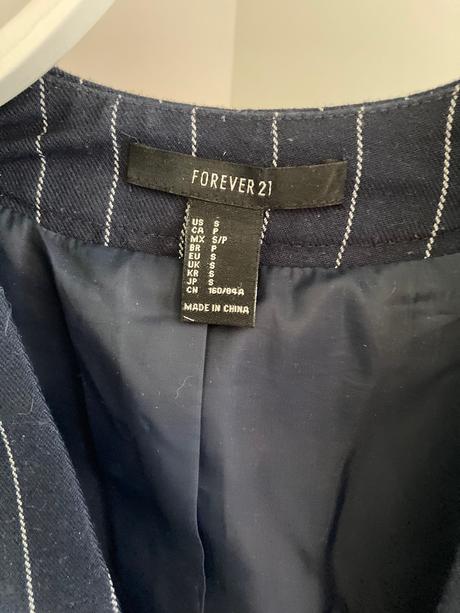 FOREVER 21
US S
CA P
MX S/P
BR P
EU S
UK S
KR S
JP S
CN 160/84A
MADE IN CHINA